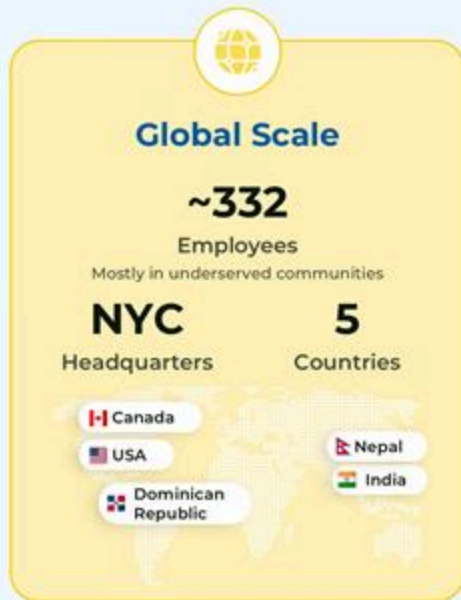 Global Scale
~332
Employees
Mostly in underserved communities
NYC
Headquarters
5
Countries
Canada
USA
Dominican
Republic
Nepal
India